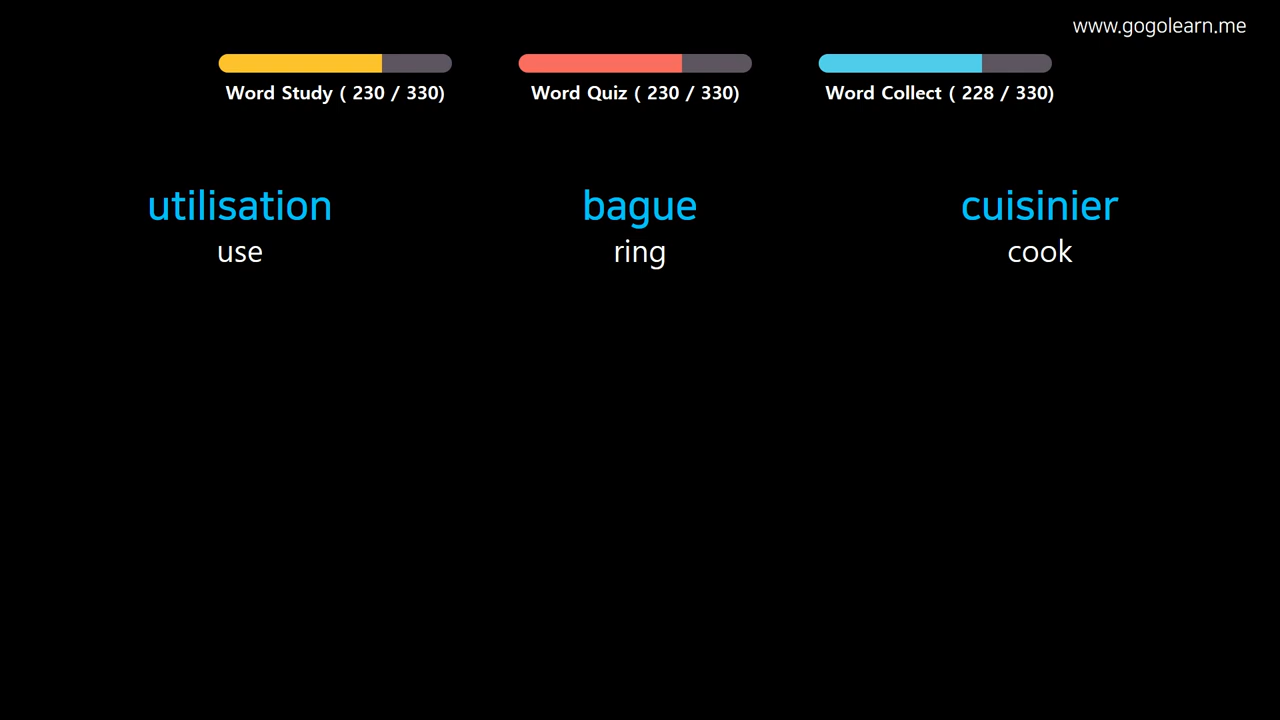 www.gogolearn.me
Word Study ( 230 / 330)
Word Quiz ( 230 / 330)
Word Collect ( 228 / 330)
utilisation
use
bague
ring
cuisinier
cook